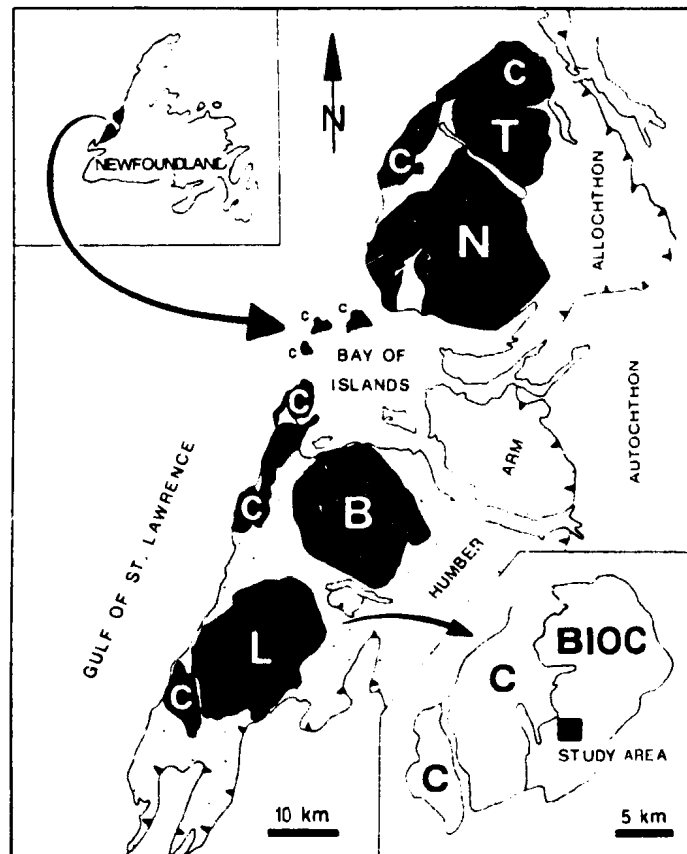 NEWFOUNDLAND
N
C
T
C
N
ALLOCHTHON
C
C
C
BAY OF
ISLANDS
AUTOCHTHON
C
ARM
GULF OF ST. LAWRENCE
C
B
HUMBER
L
C
BIOC
C
STUDY AREA
C
10 km
5 km